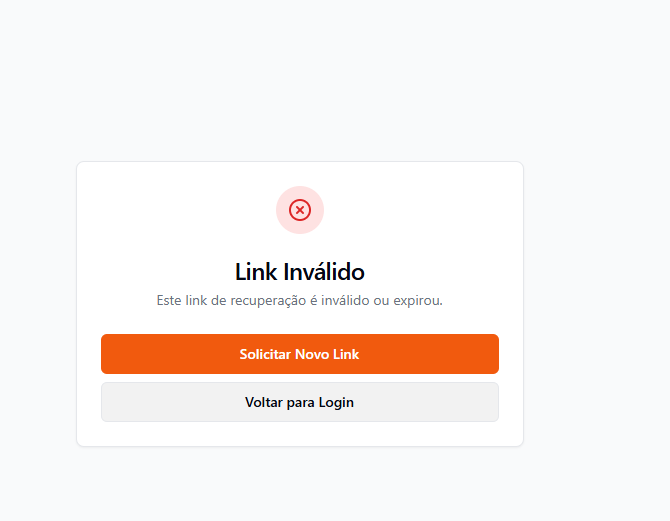 Link Inválido
Este link de recuperação é inválido ou expirou.
Solicitar Novo Link
Voltar para Login